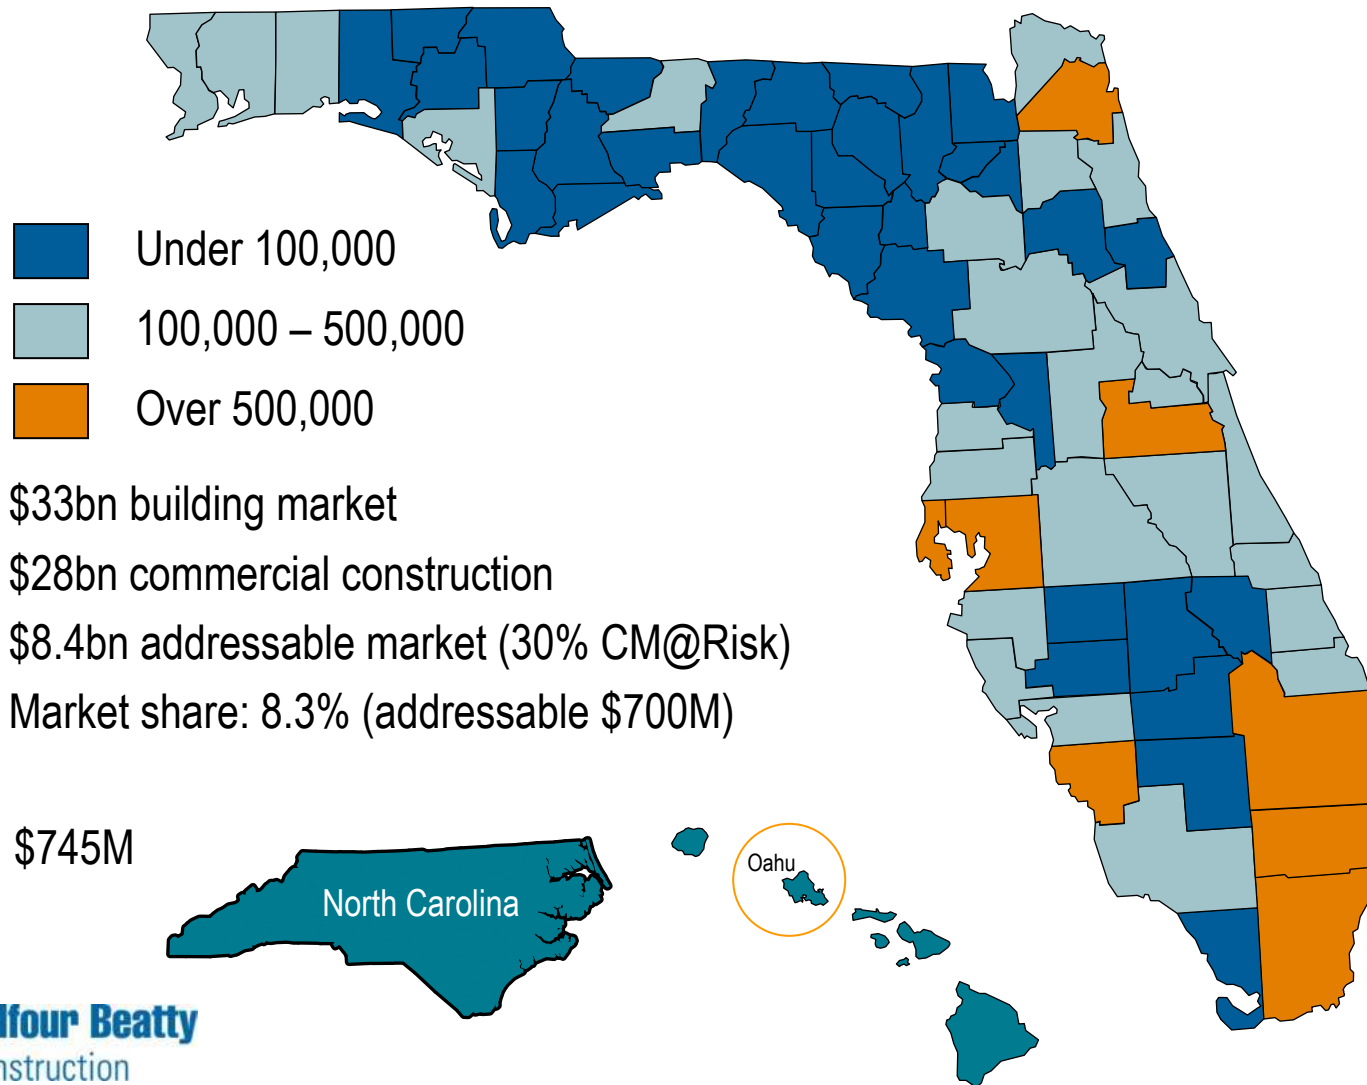 Under 100,000
100,000 – 500,000
Over 500,000
$33bn building market
$28bn commercial construction
$8.4bn addressable market (30% CM@Risk)
Market share: 8.3% (addressable $700M)
$745M
North Carolina
Oahu
lfour Beatty
nstruction